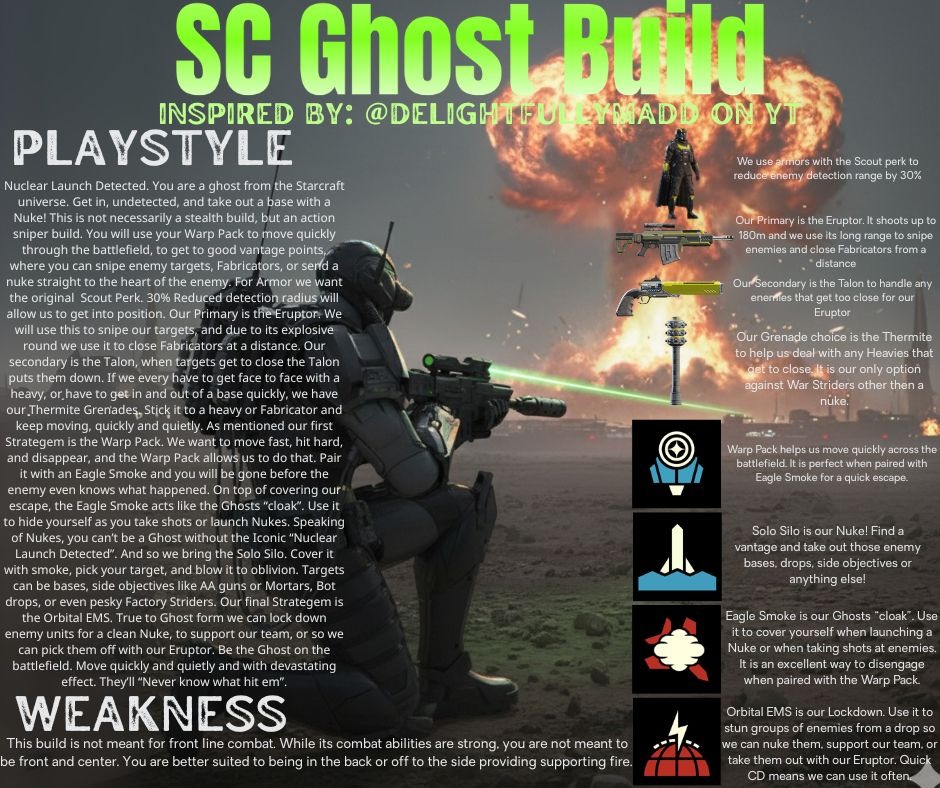 SC Ghost Build
INSPIRED BY: @DELIGHTFULLYMADD ON YT
PLAYSTYLE
Nuclear Launch Detected. You are a ghost from the Starcraft
universe. Get in, undetected, and take out a base with a
Nuke! This is not necessarily a stealth build, but an action
sniper build. You will use your Warp Pack to move quickly
through the battlefield, to get to good vantage points,
where you can snipe enemy targets, Fabricators, or send a
nuke straight to the heart of the enemy. For Armor we want
the original Scout Perk. 30% Reduced detection radius will
allow us to get into position. Our Primary is the Eruptor. We
will use this to snipe our targets, and due to its explosive
round we use it to close Fabricators at a distance. Our
secondary is the Talon, when targets get to close the Talon
puts them down. If we every have to get face to face with a
heavy, or have to get in and out of a base quickly, we have
our Thermite Grenades. Stick it to a heavy or Fabricator and
keep moving, quickly and quietly. As mentioned our first
Strategem is the Warp Pack. We want to move fast, hit hard,
and disappear, and the Warp Pack allows us to do that. Pair
it with an Eagle Smoke and you will be gone before the
enemy even knows what happened. On top of covering our
escape, the Eagle Smoke acts like the Ghosts “cloak”. Use it
to hide yourself as you take shots or launch Nukes. Speaking
of Nukes, you can’t be a Ghost without the Iconic “Nuclear
Launch Detected”. And so we bring the Solo Silo. Cover it
with smoke, pick your target, and blow it to oblivion. Targets
can be bases, side objectives like AA guns or Mortars, Bot
drops, or even pesky Factory Striders. Our final Strategem is
the Orbital EMS. True to Ghost form we can lock down
enemy units for a clean Nuke, to support our team, or so we
can pick them off with our Eruptor. Be the Ghost on the
battlefield. Move quickly and quietly and with devastating
effect. They’ll “Never know what hit em”.
WEAKNESS
This build is not meant for front line combat. While its combat abilities are strong, you are not meant to
be front and center. You are better suited to being in the back or off to the side providing supporting fire.
We use armors with the Scout perk to
reduce enemy detection range by 30%
Our Primary is the Eruptor. It shoots up to
180m and we use its long range to snipe
enemies and close Fabricators from a
distance
Our Secondary is the Talon to handle any
enemies that get too close for our
Eruptor
Our Grenade choice is the Thermite
to help us deal with any Heavies that
get to close. It is our only option
against War Striders other then a
nuke.
Warp Pack helps us move quickly across the
battlefield. It is perfect when paired with
Eagle Smoke for a quick escape.
Solo Silo is our Nuke! Find a
vantage and take out those enemy
bases, drops, side objectives or
anything else!
Eagle Smoke is our Ghosts “cloak”. Use
it to cover yourself when launching a
Nuke or when taking shots at enemies.
It is an excellent way to disengage
when paired with the Warp Pack.
Orbital EMS is our Lockdown. Use it to
stun groups of enemies from a drop so
we can nuke them, support our team, or
take them out with our Eruptor. Quick
CD means we can use it often.